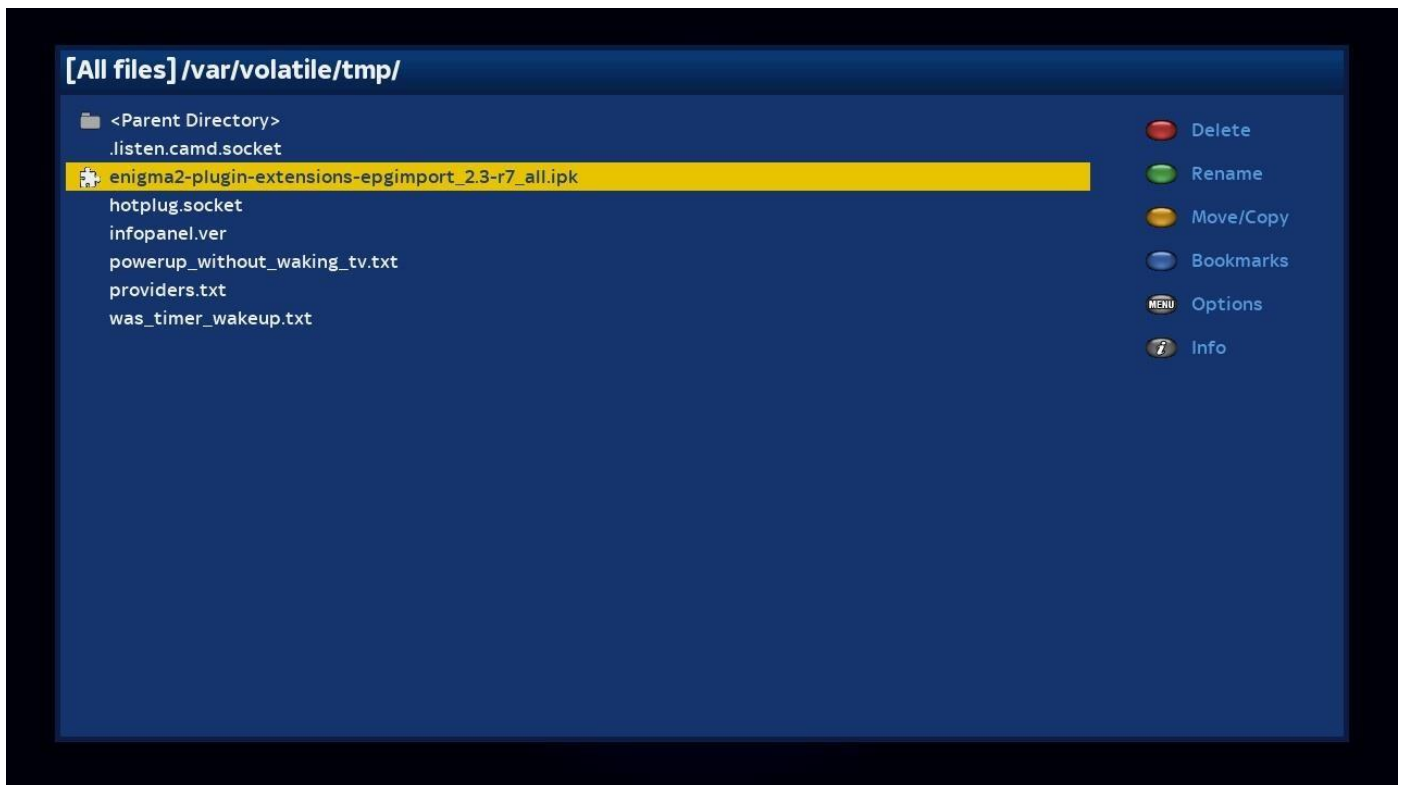 [All files] /var/volatile/tmp/
<Parent Directory>
.listen.camd.socket
enigma2-plugin-extensions-epgimport_2.3-r7_all.ipk
hotplug.socket
infopanel.ver
powerup_without_waking_tv.txt
providers.txt
was_timer_wakeup.txt
Delete
Rename
Move/Copy
Bookmarks
MENU Options
i Info